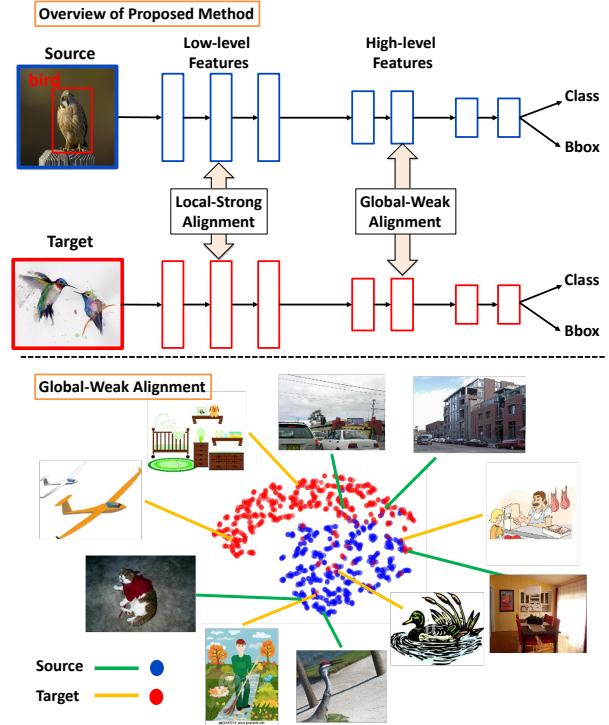 Overview of Proposed Method
Source
Low-level
Features
High-level
Features
bird
Class
Bbox
Local-Strong
Alignment
Global-Weak
Alignment
Target
Class
Bbox
Global-Weak Alignment
Source
Target